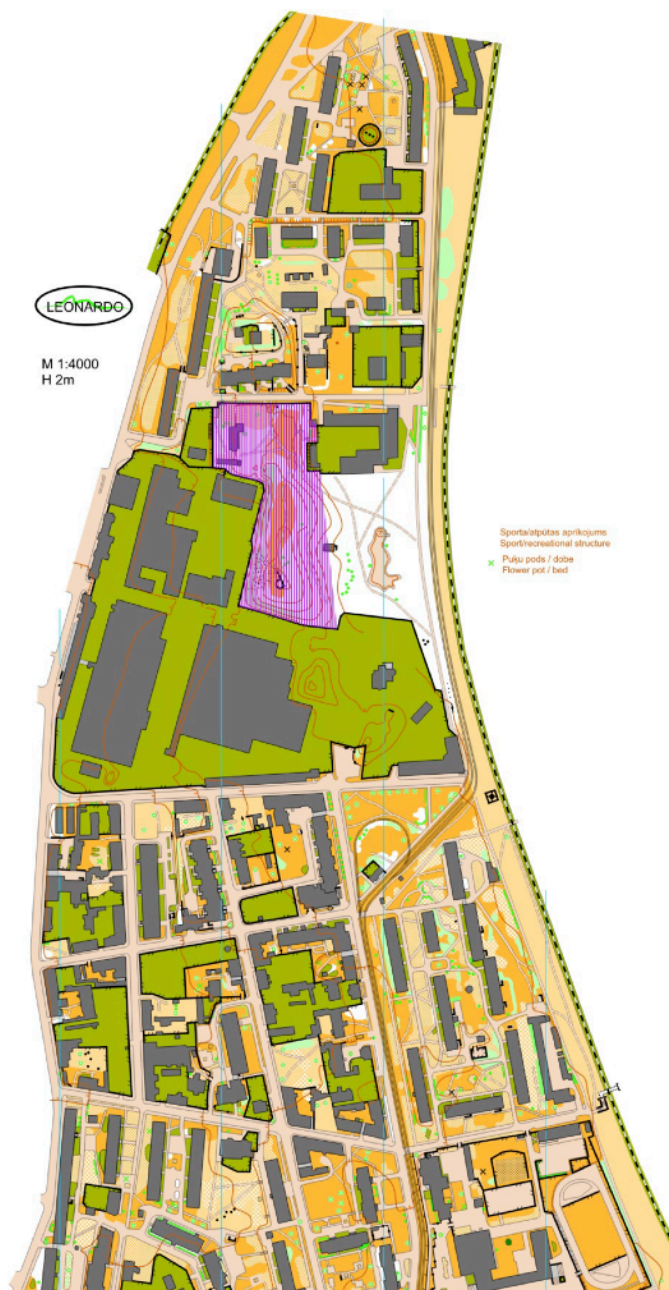 LEONARDO
M 1:4000
H 2m
Sporta/atpūtas aprīkojums
Sport/recreational structure
Puķu pods / dobe
Flower pot / bed